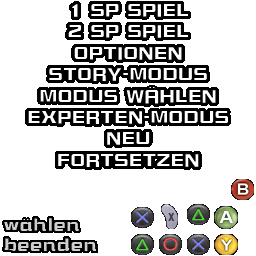 1 SP SPIEL
2 SP SPIEL
OPTIONEN
STORY-MODUS
MODUS WÄHLEN
EXPERTEN-MODUS
NEU
FORTSETZEN
B
wählen X X A
beenden Y